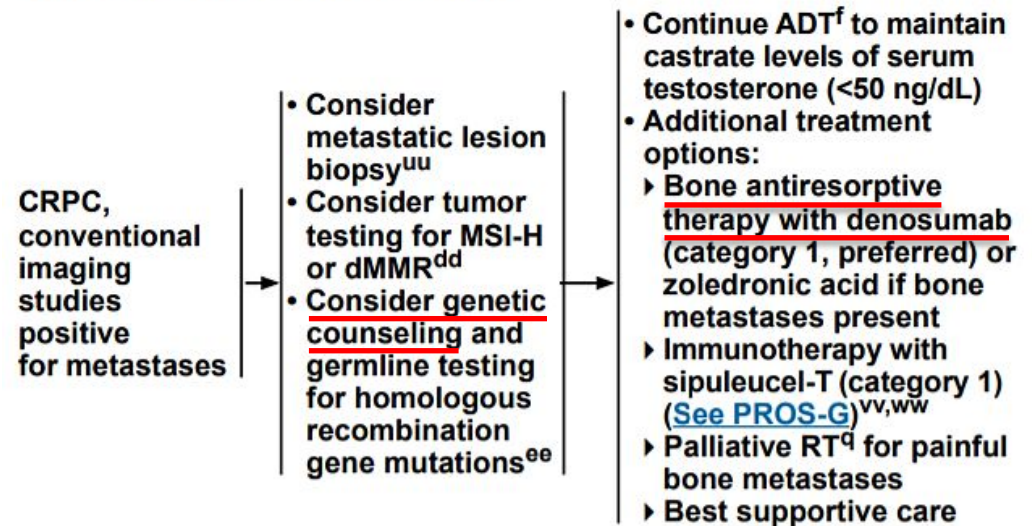 CRPC,
conventional
imaging
studies
positive
for metastases
• Consider
metastatic lesion
biopsyuu
• Consider tumor
testing for MSI-H
or dMMRdd
• Consider genetic
counseling and
germline testing
for homologous
recombination
gene mutationsee
• Continue ADTf to maintain
castrate levels of serum
testosterone (<50 ng/dL)
• Additional treatment
options:
▸ Bone antiresorptive
therapy with denosumab
(category 1, preferred) or
zoledronic acid if bone
metastases present
▸ Immunotherapy with
sipuleucel-T (category 1)
(See PROS-G)vv,ww
▸ Palliative RTq for painful
bone metastases
▸ Best supportive care